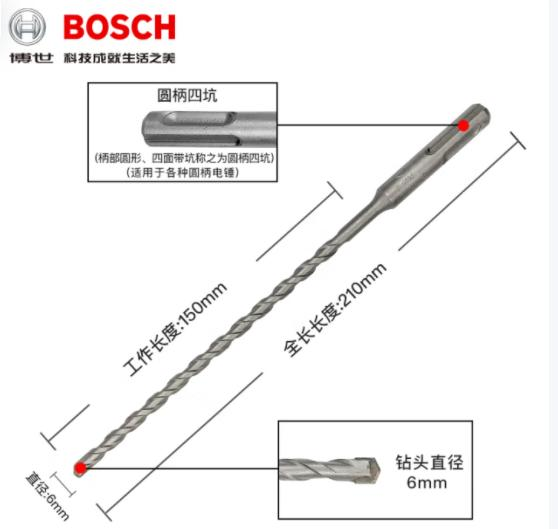 BOSCH
博世 科技成就生活之美
圆柄四坑
(柄部圆形、四面带坑称之为圆柄四坑)
(适用于各种圆柄电锤)
工作长度:150mm
全长长度:210mm
直径:6mm
钻头直径
6mm